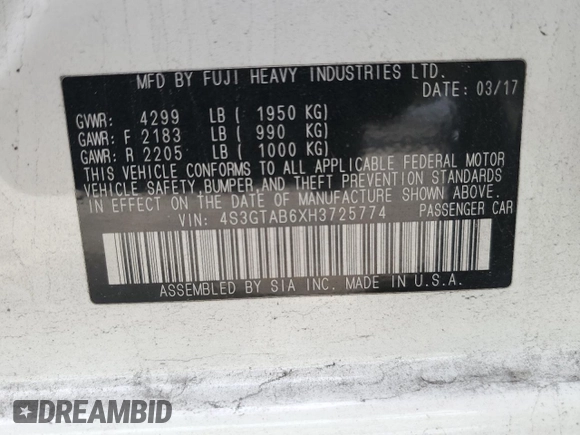 MFD BY FUJI HEAVY INDUSTRIES LTD.
DATE: 03/17
GVWR: 4299 LB ( 1950 KG)
GAWR: F 2183 LB ( 990 KG)
GAWR: R 2205 LB ( 1000 KG)
THIS VEHICLE CONFORMS TO ALL APPLICABLE FEDERAL MOTOR
VEHICLE SAFETY, BUMPER, AND THEFT PREVENTION STANDARDS
IN EFFECT ON THE DATE OF MANUFACTURE SHOWN ABOVE.
VIN: 4S3GTAB6XH3725774 PASSENGER CAR
ASSEMBLED BY SIA INC. MADE IN U.S.A.
DREAMBID